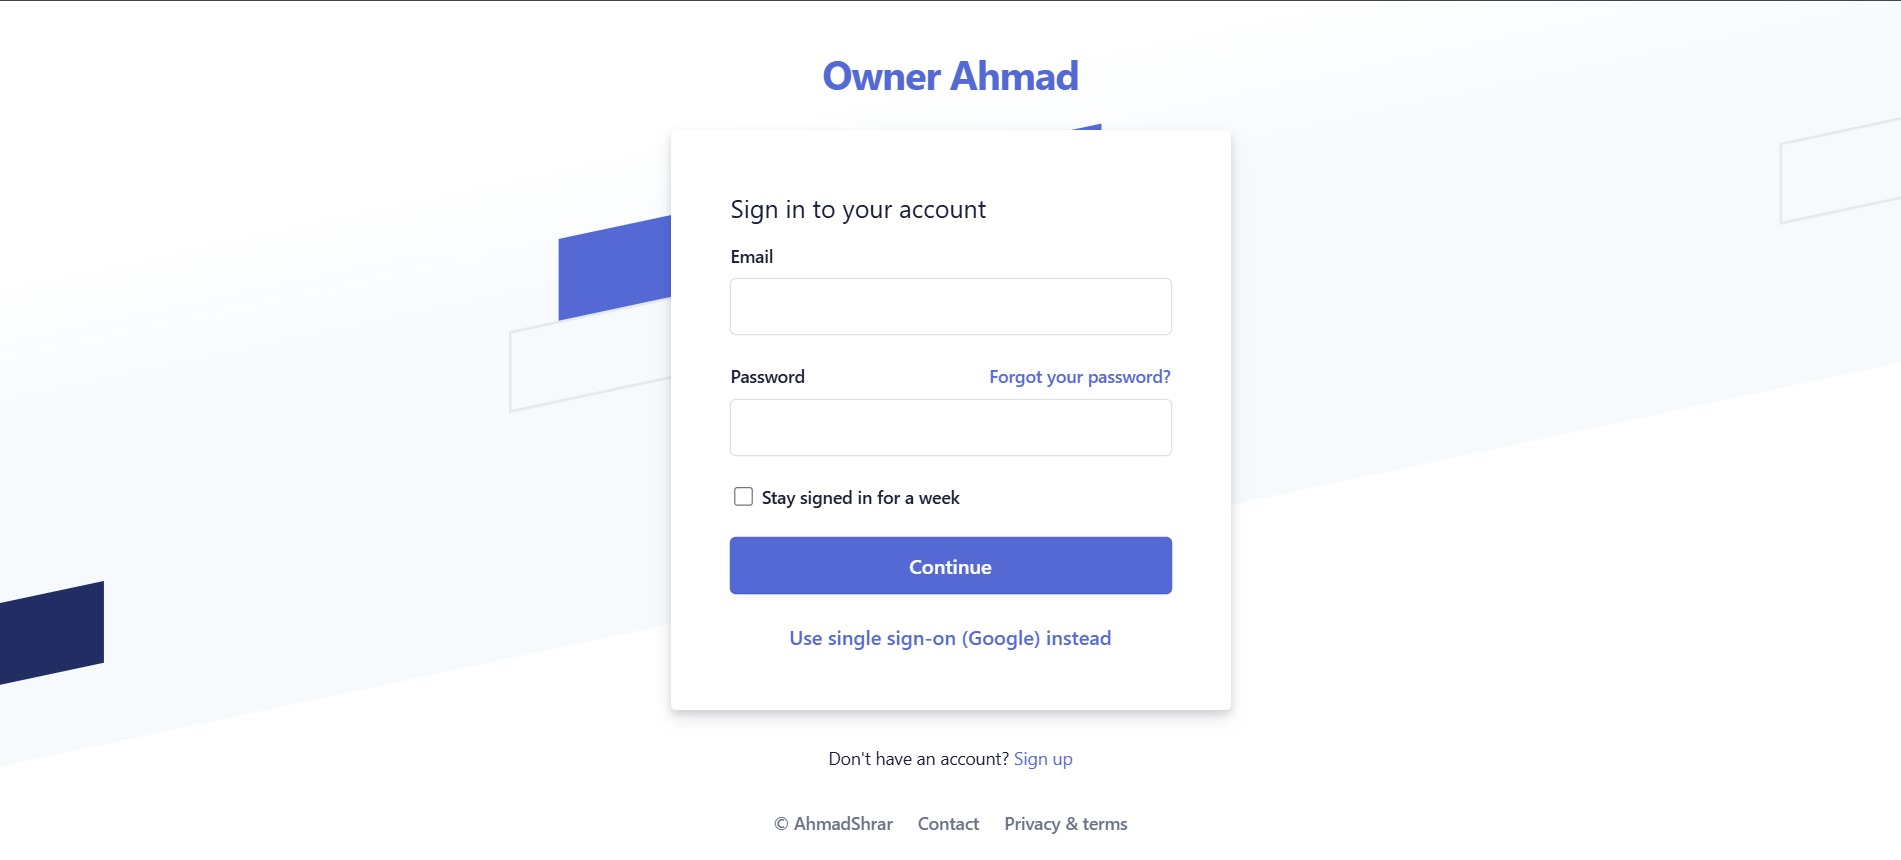 Owner Ahmad
Sign in to your account
Email
Password Forgot your password?
Stay signed in for a week
Continue
Use single sign-on (Google) instead
Don't have an account? Sign up
© AhmadShrar Contact Privacy & terms